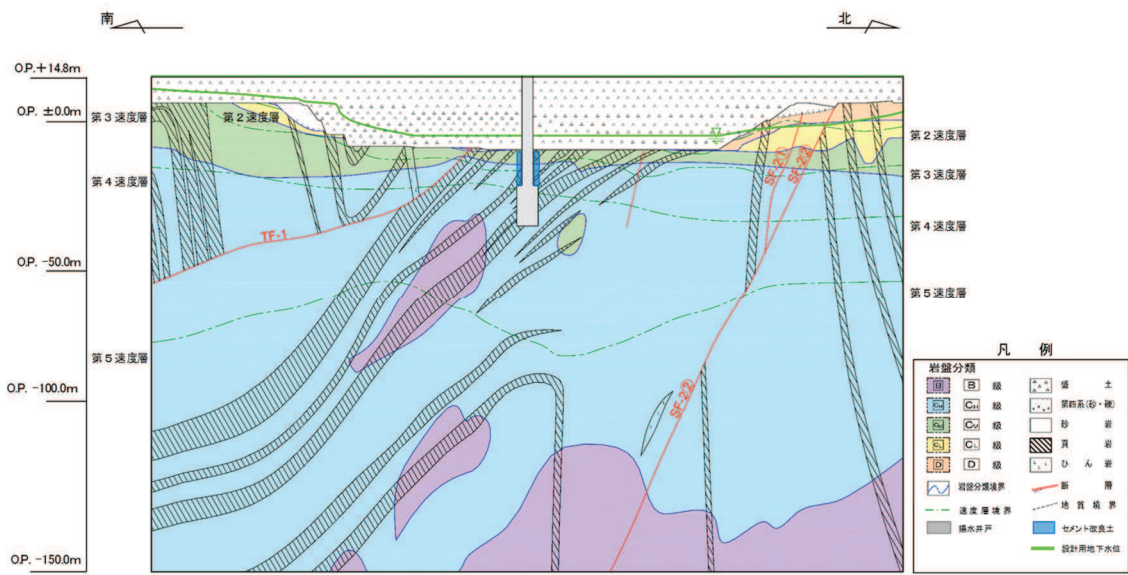 南
北
O.P.+14.8m
O.P. ±0.0m
第3速度層
第2速度層
第2速度層
第3速度層
第4速度層
第4速度層
SF-2(1)
SF-2(2)
TF-1
O.P. -50.0m
第5速度層
第5速度層
O.P. -100.0m
SF-2(2)
O.P. -150.0m
凡 例
岩盤分類
B B 級 盛 土
CH CH 級 第四系(砂・礫)
CM CM 級 砂 岩
CL CL 級 頁 岩
D D 級 ひん 岩
岩盤分類境界 断 層
速度層境界 地質境界
揚水井戸 セメント改良土
設計用地下水位